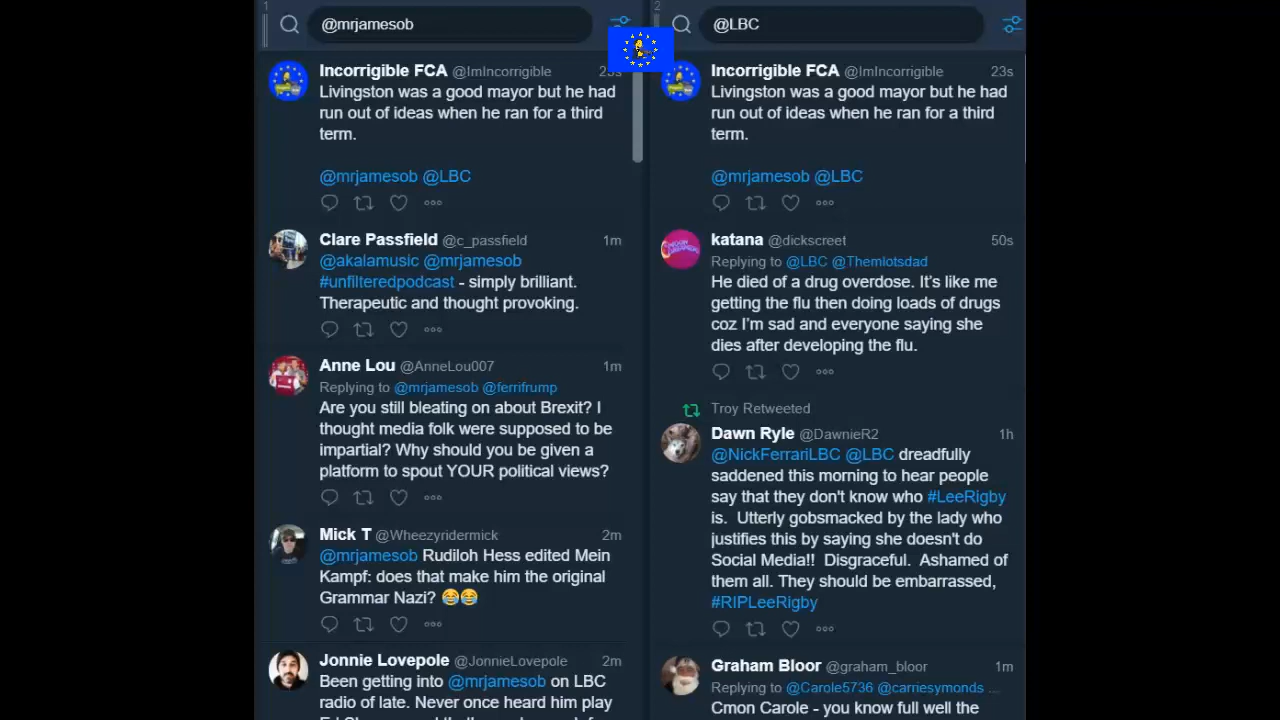 1
@mrjamesob
Incorrigible FCA @ImIncorrigible
Livingston was a good mayor but he had
run out of ideas when he ran for a third
term.
@mrjamesob @LBC
Clare Passfield @c_passfield 1m
@akalamusic @mrjamesob
#unfilteredpodcast - simply brilliant.
Therapeutic and thought provoking.
Anne Lou @AnneLou007 1m
Replying to @mrjamesob @ferrifrump
Are you still bleating on about Brexit? I
thought media folk were supposed to be
impartial? Why should you be given a
platform to spout YOUR political views?
Mick T @Wheezyridermick 2m
@mrjamesob Rudiloh Hess edited Mein
Kampf: does that make him the original
Grammar Nazi? 😂😂
Jonnie Lovepole @JonnieLovepole 2m
Been getting into @mrjamesob on LBC
radio of late. Never once heard him play
2
@LBC
Incorrigible FCA @ImIncorrigible 23s
Livingston was a good mayor but he had
run out of ideas when he ran for a third
term.
@mrjamesob @LBC
katana @dickscreet 50s
Replying to @LBC @Themlotsdad
He died of a drug overdose. It's like me
getting the flu then doing loads of drugs
coz I'm sad and everyone saying she
dies after developing the flu.
Troy Retweeted
Dawn Ryle @DawnieR2 1h
@NickFerrariLBC @LBC dreadfully
saddened this morning to hear people
say that they don't know who #LeeRigby
is. Utterly gobsmacked by the lady who
justifies this by saying she doesn't do
Social Media!! Disgraceful. Ashamed of
them all. They should be embarrassed,
#RIPLeeRigby
Graham Bloor @graham_bloor 1m
Replying to @Carole5736 @carriesymonds ...
Cmon Carole - you know full well the